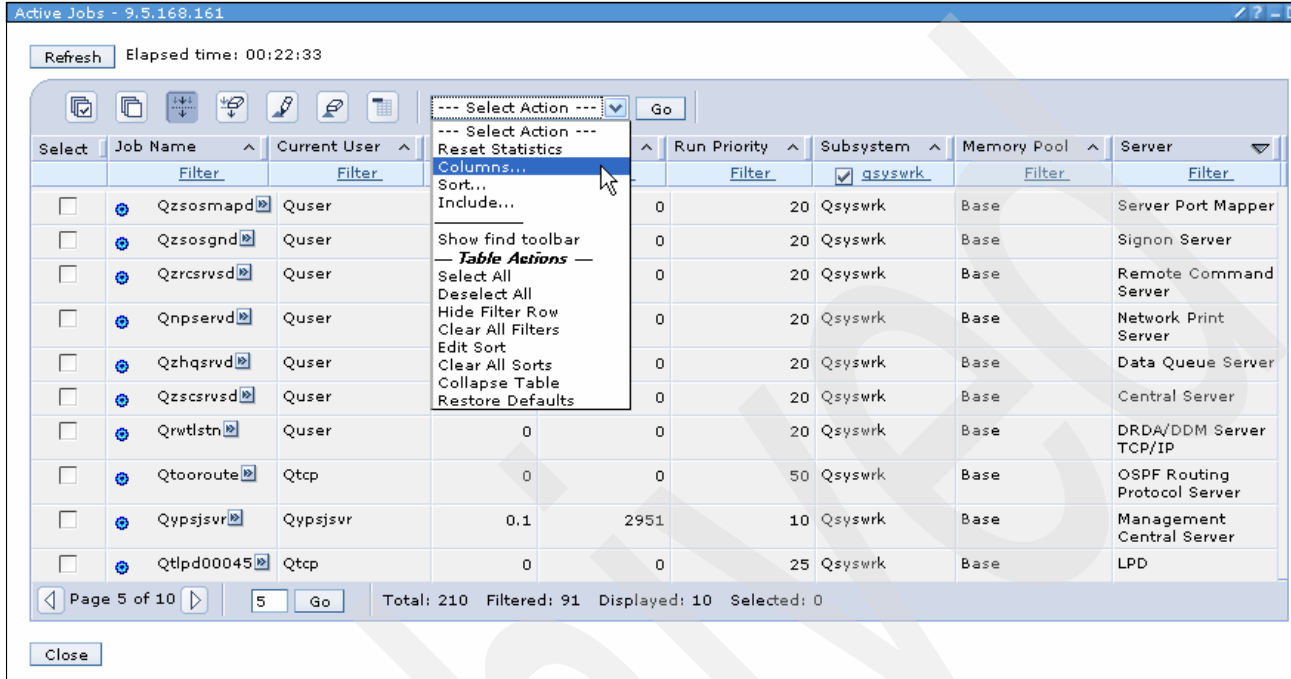 Active Jobs - 9.5.168.161
Refresh Elapsed time: 00:22:33
--- Select Action --- Go
--- Select Action ---
Reset Statistics
Columns...
Sort...
Include...
Show find toolbar
— Table Actions —
Select All
Deselect All
Hide Filter Row
Clear All Filters
Edit Sort
Clear All Sorts
Collapse Table
Restore Defaults
Select Job Name Current User Run Priority Subsystem Memory Pool Server
Filter Filter Filter qsyswrk Filter Filter
Qzsosmapd Quser 0 20 Qsyswrk Base Server Port Mapper
Qzsosgnd Quser 0 20 Qsyswrk Base Signon Server
Qzrcsrvsd Quser 0 20 Qsyswrk Base Remote Command
Server
Qnpservd Quser 0 20 Qsyswrk Base Network Print
Server
Qzhqsrvd Quser 0 20 Qsyswrk Base Data Queue Server
Qzscsrvsd Quser 0 20 Qsyswrk Base Central Server
Qrwtlstn Quser 0 0 20 Qsyswrk Base DRDA/DDM Server
TCP/IP
Qtooroute Qtcp 0 0 50 Qsyswrk Base OSPF Routing
Protocol Server
Qypsjsvr Qypsjsvr 0.1 2951 10 Qsyswrk Base Management
Central Server
Qtlpd00045 Qtcp 0 0 25 Qsyswrk Base LPD
Page 5 of 10 5 Go Total: 210 Filtered: 91 Displayed: 10 Selected: 0
Close